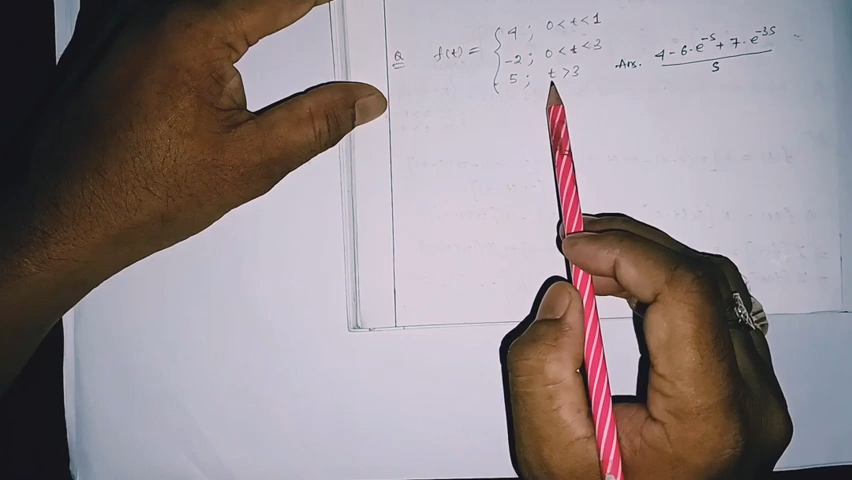 Q f(t) = { 4 ; 0 < t < 1
-2 ; 0 < t < 3
5 ; t > 3
Ans. 4 - 6 · e^-s + 7 · e^-3s
s